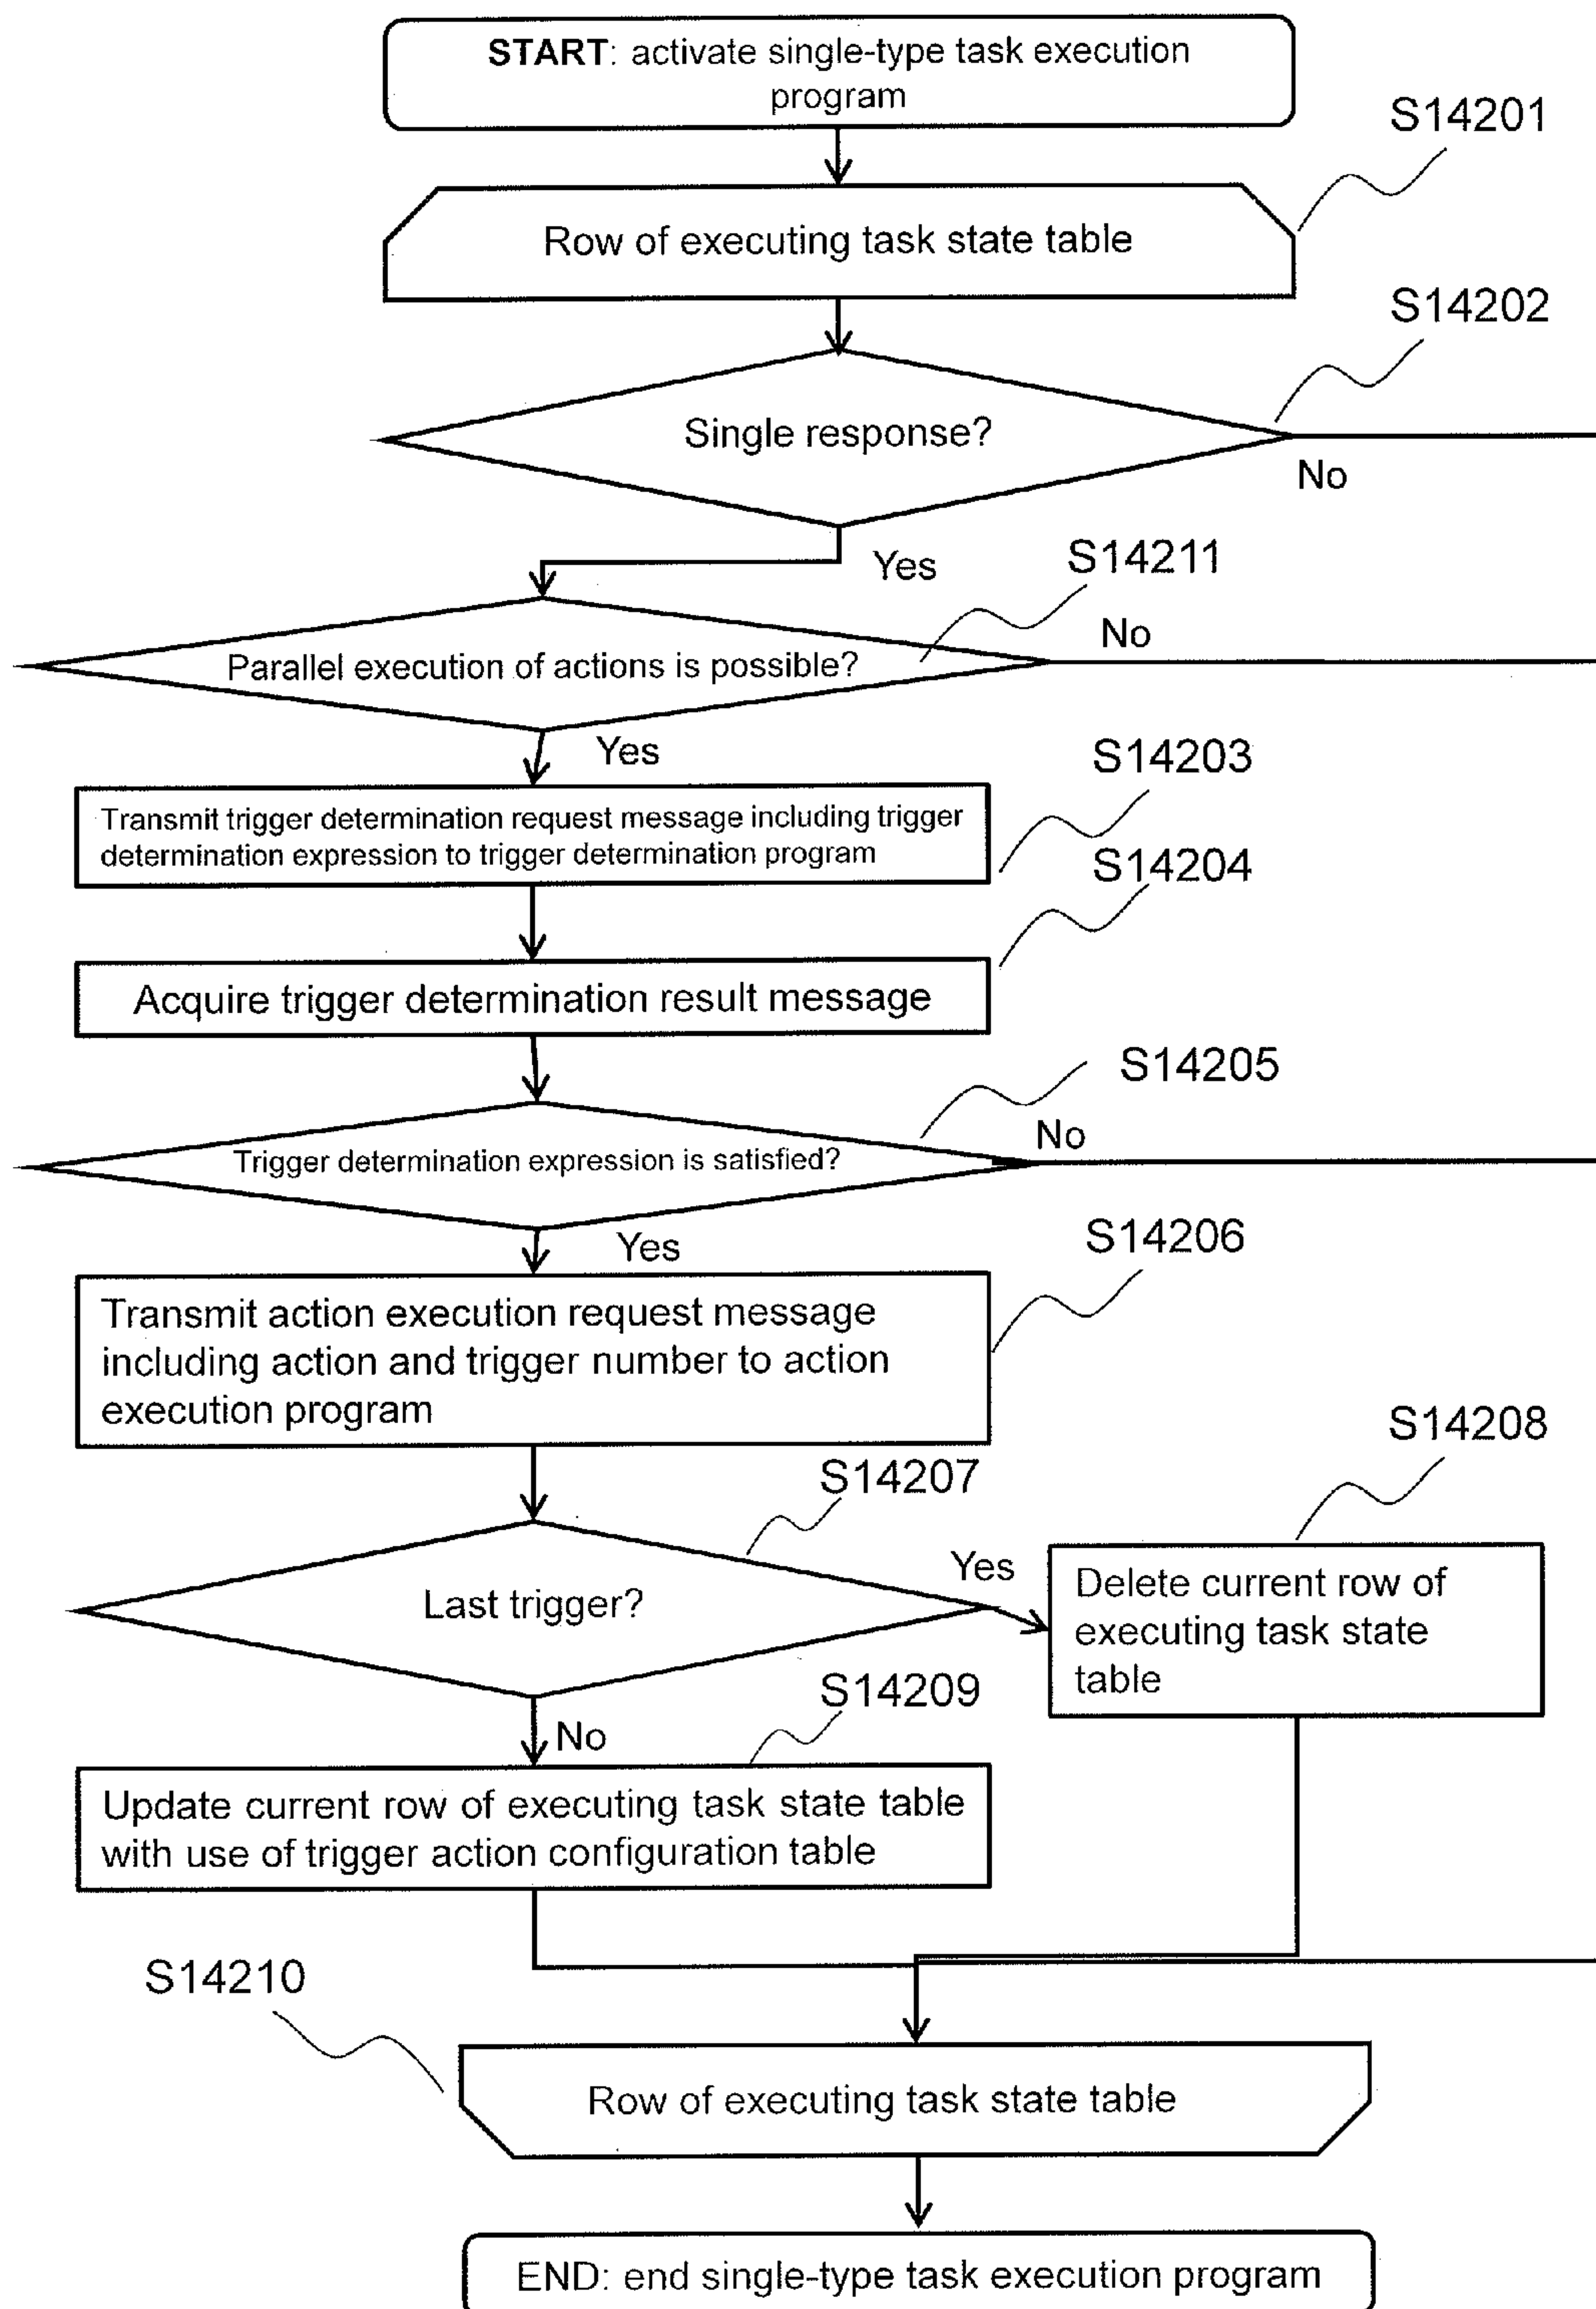 START: activate single-type task execution
program
S14201
Row of executing task state table
S14202
Single response?
No
Yes
S14211
No
Parallel execution of actions is possible?
Yes
S14203
Transmit trigger determination request message including trigger
determination expression to trigger determination program
S14204
Acquire trigger determination result message
S14205
No
Trigger determination expression is satisfied?
Yes
S14206
Transmit action execution request message
including action and trigger number to action
execution program
S14207
S14208
Last trigger?
Yes
Delete current row of
executing task state
table
S14209
No
Update current row of executing task state table
with use of trigger action configuration table
S14210
Row of executing task state table
END: end single-type task execution program